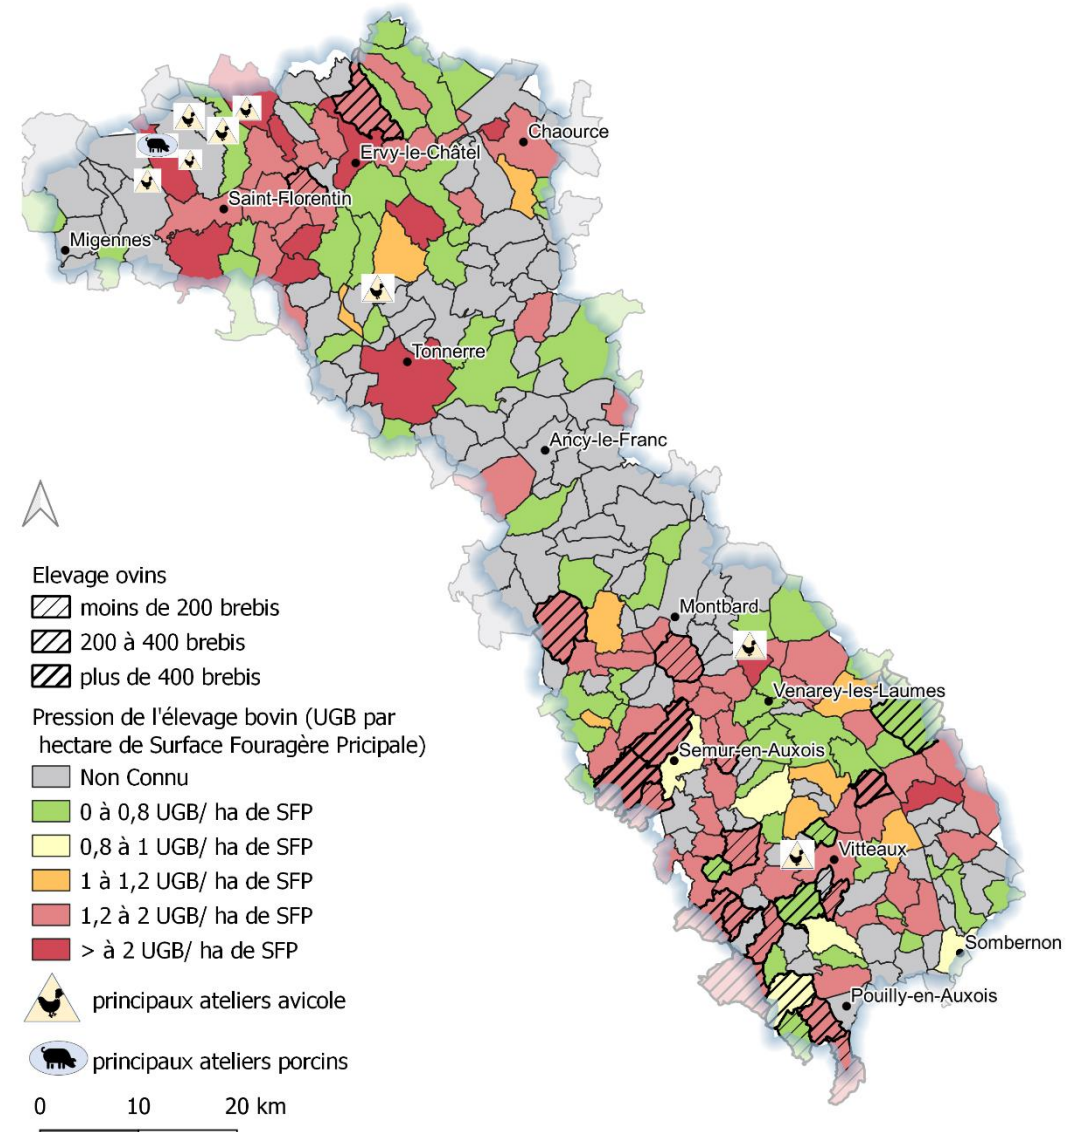 Chaource
Ervy-le-Châtel
Saint-Florentin
Migennes
Tonnerre
Ancy-le-Franc
Montbard
Venarey-les-Laumes
Semur-en-Auxois
Vitteaux
Sombernon
Pouilly-en-Auxois
Elevage ovins
moins de 200 brebis
200 à 400 brebis
plus de 400 brebis
Pression de l'élevage bovin (UGB par
hectare de Surface Fouragère Pricipale)
Non Connu
0 à 0,8 UGB/ ha de SFP
0,8 à 1 UGB/ ha de SFP
1 à 1,2 UGB/ ha de SFP
1,2 à 2 UGB/ ha de SFP
> à 2 UGB/ ha de SFP
principaux ateliers avicole
principaux ateliers porcins
0 10 20 km